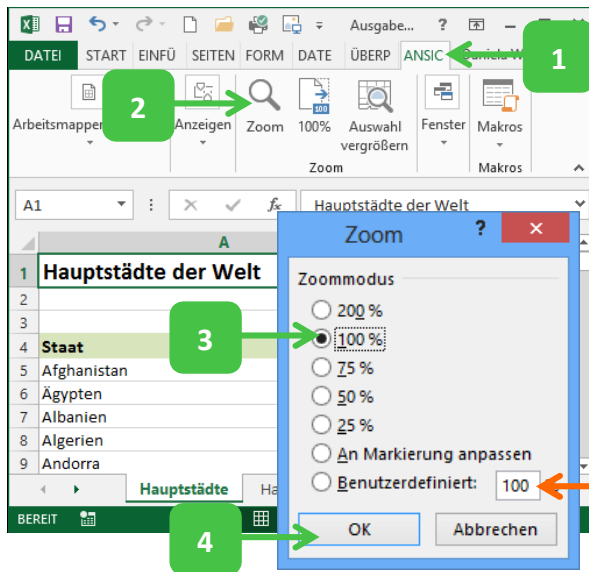 Ausgabe... ?
DATEI START EINFÜ SEITEN FORM DATE ÜBERP ANSIC
1
2
100
Arbeitsmappen Anzeigen Zoom 100% Auswahl vergrößern Fenster Makros
Zoom Makros
A1 fx Hauptstädte der Welt
A
1 Hauptstädte der Welt
2
3
4 Staat
5 Afghanistan
6 Ägypten
7 Albanien
8 Algerien
9 Andorra
Hauptstädte Ha
BEREIT
Zoom ?
Zoommodus
200 %
3
100 %
75 %
50 %
25 %
An Markierung anpassen
Benutzerdefiniert: 100
4
OK Abbrechen